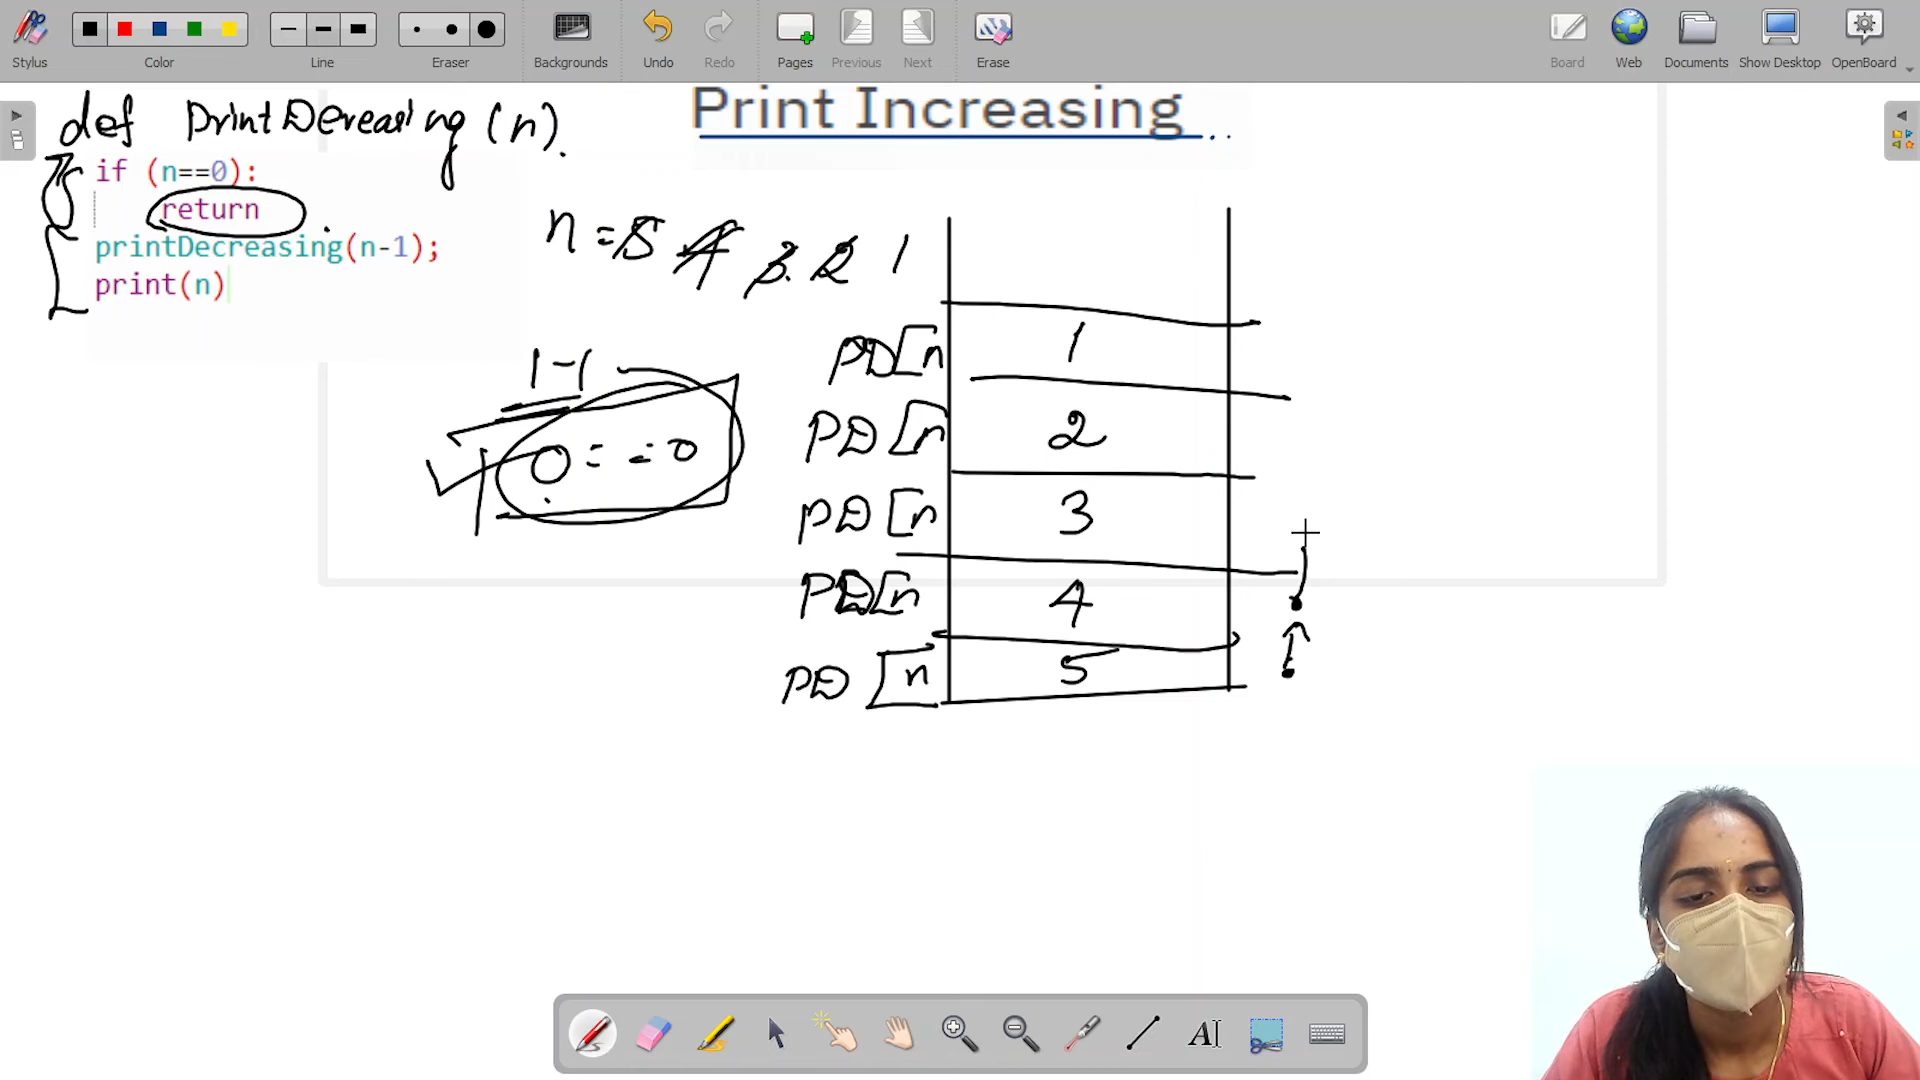 Stylus
Color
Line
Eraser
Backgrounds
Undo
Redo
Pages
Previous
Next
Erase
Board
Web
Documents
Show Desktop
OpenBoard
Print Increasing
def PrintDecreasing (n).
if (n==0):
return
printDecreasing(n-1);
print(n)
n = 5 4 3 2 1
1-1
0 = = 0
PD [n 1
PD [n 2
PD [n 3
PD [n 4
PD [n 5